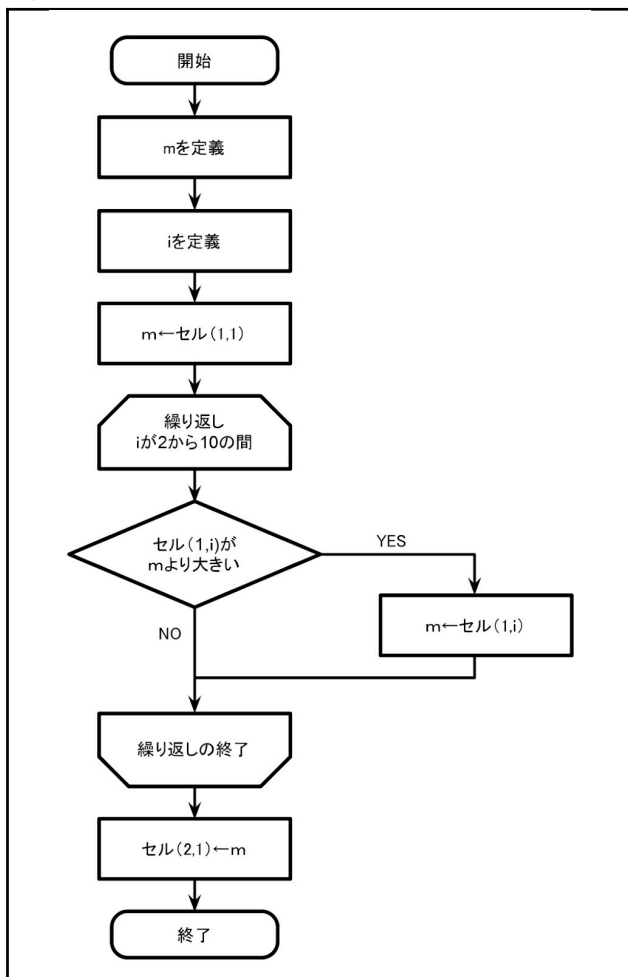 開始
mを定義
iを定義
m←セル(1,1)
繰り返し
iが2から10の間
セル(1,i)が
mより大きい
YES
m←セル(1,i)
NO
繰り返しの終了
セル(2,1)←m
終了